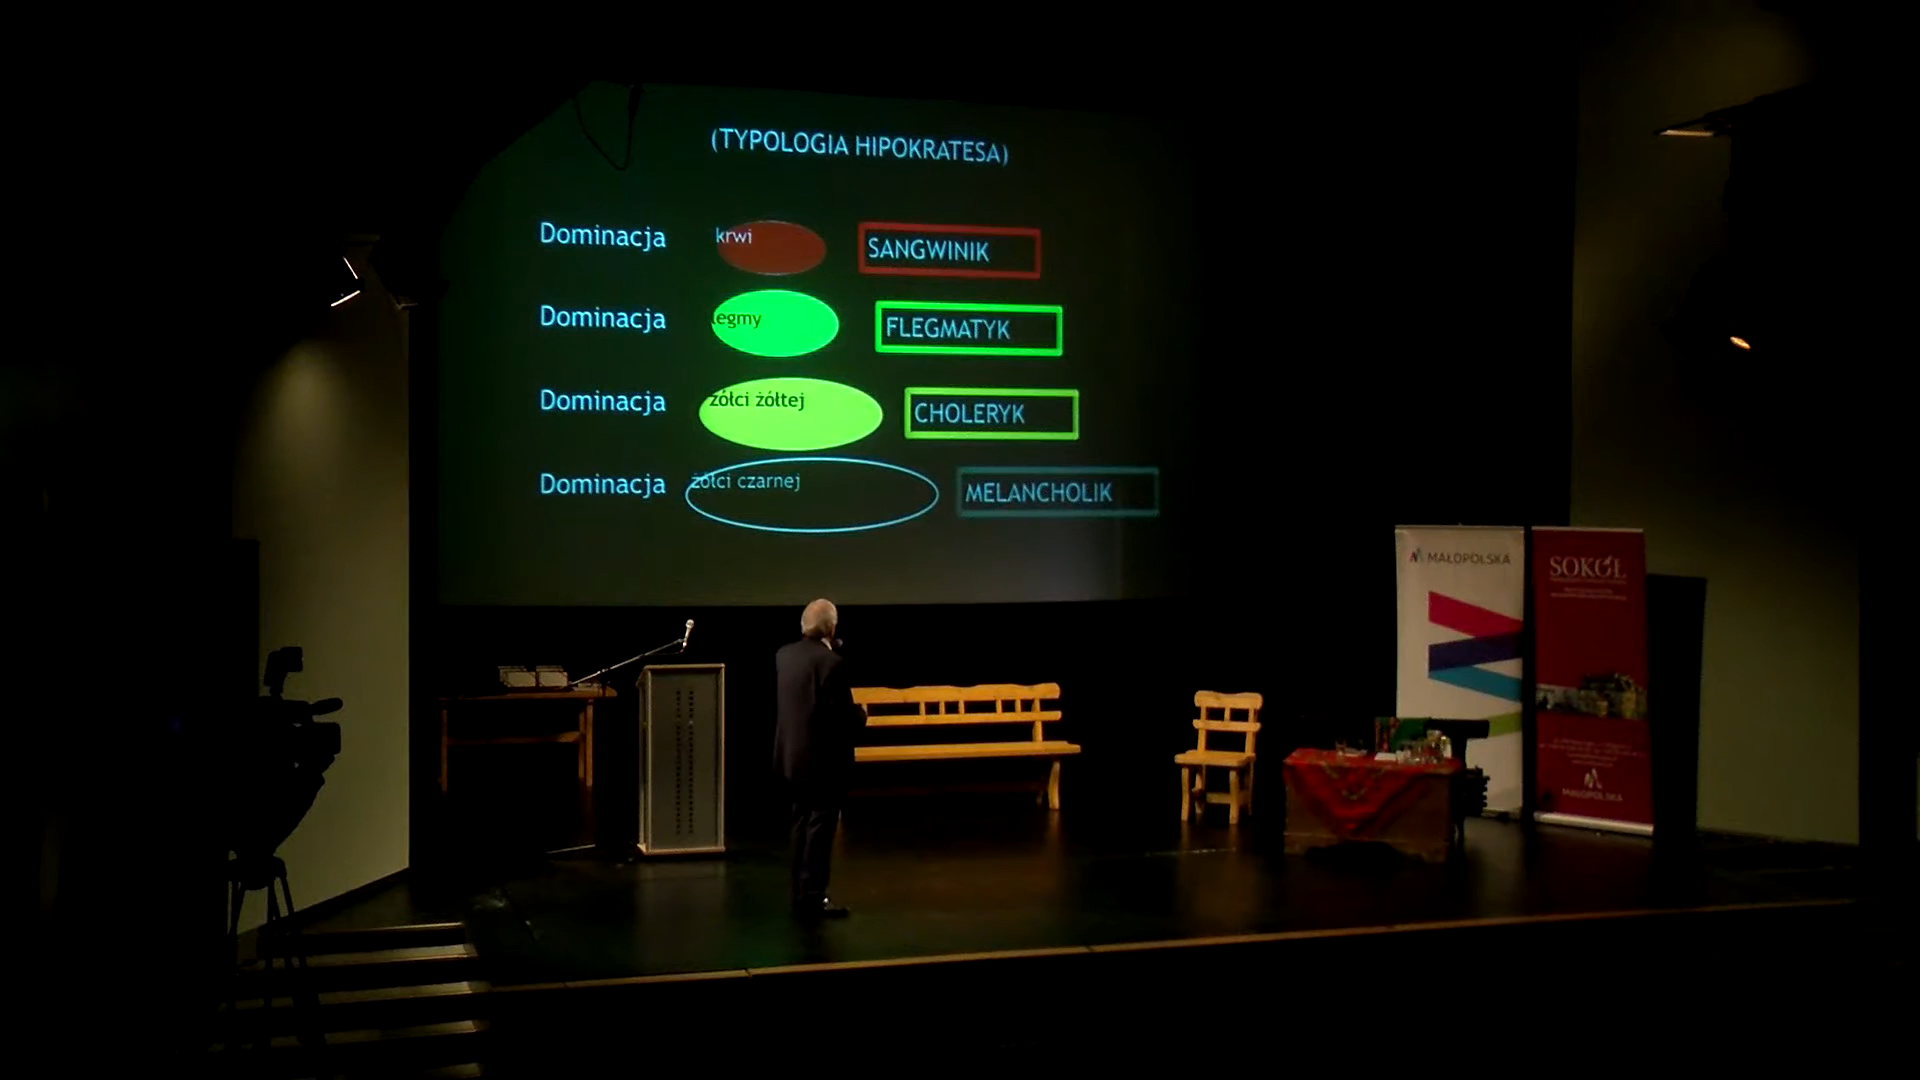 (TYPOLOGIA HIPOKRATESA)
Dominacja krwi SANGWINIK
Dominacja legmy FLEGMATYK
Dominacja żółci żółtej CHOLERYK
Dominacja żółci czarnej MELANCHOLIK
MAŁOPOLSKA
SOKÓŁ
MAŁOPOLSKA